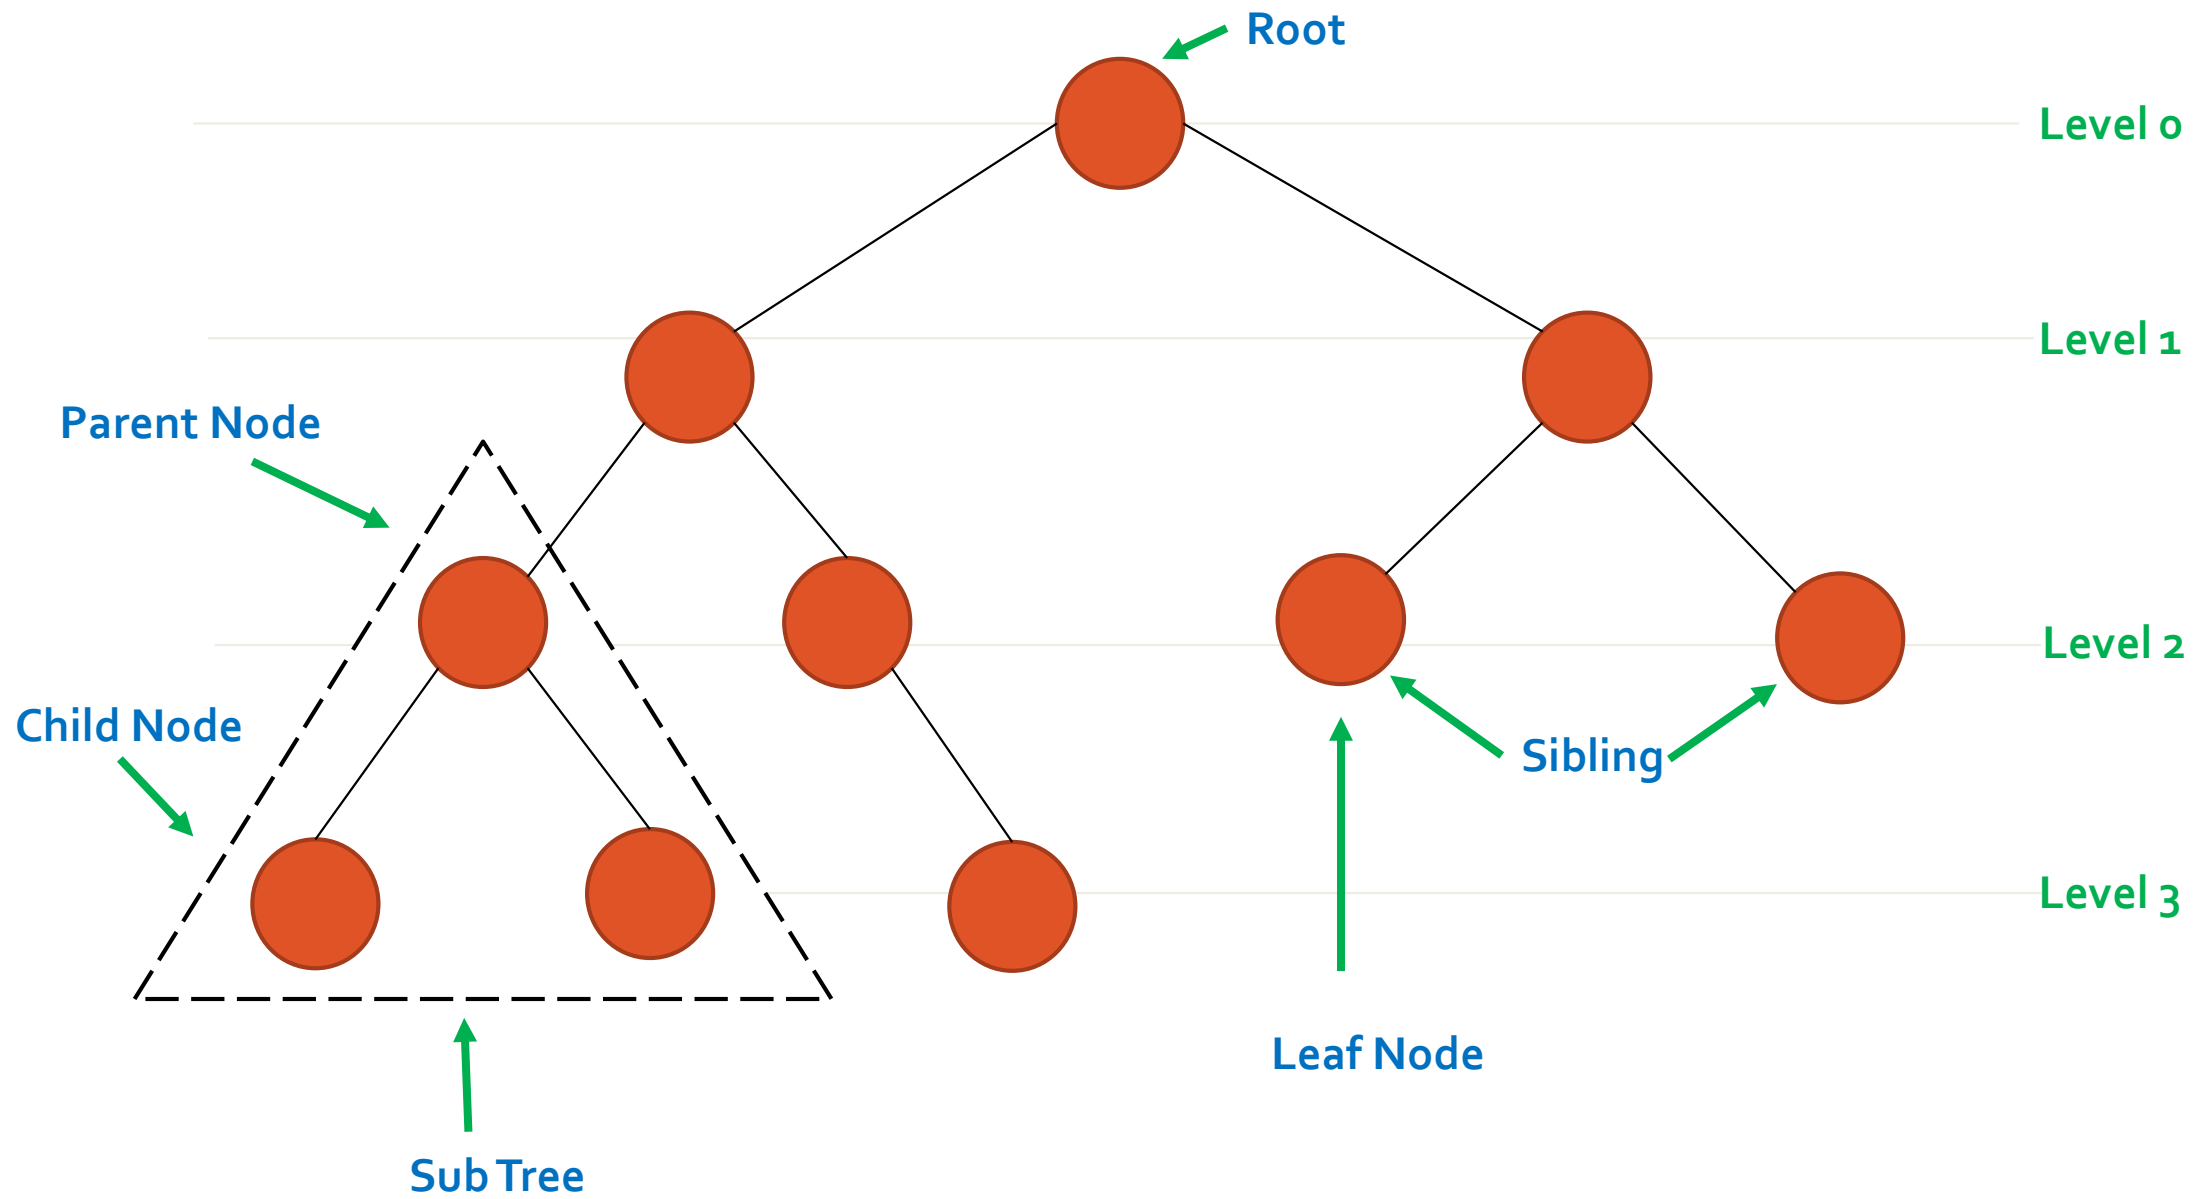 Root
Level 0
Level 1
Parent Node
Level 2
Child Node
Sibling
Level 3
Leaf Node
Sub Tree